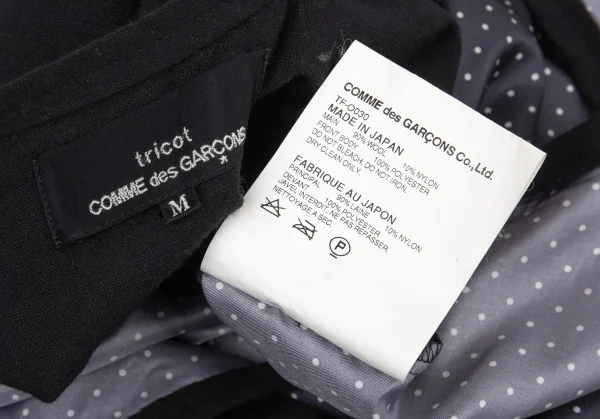 tricot
COMME des GARÇONS
M
COMME des GARÇONS Co.,Ltd.
TF-O030
MADE IN JAPAN
MAIN 90% WOOL 10% NYLON
FRONT BODY 100% POLYESTER
DO NOT BLEACH. DO NOT IRON.
DRY CLEAN ONLY.
FABRIQUE AU JAPON
PRINCIPAL 90% LAINE 10% NYLON
DEVANT 100% POLYESTER
JAVEL INTERDIT NE PAS REPASSER.
NETTOYAGE A SEC.
P